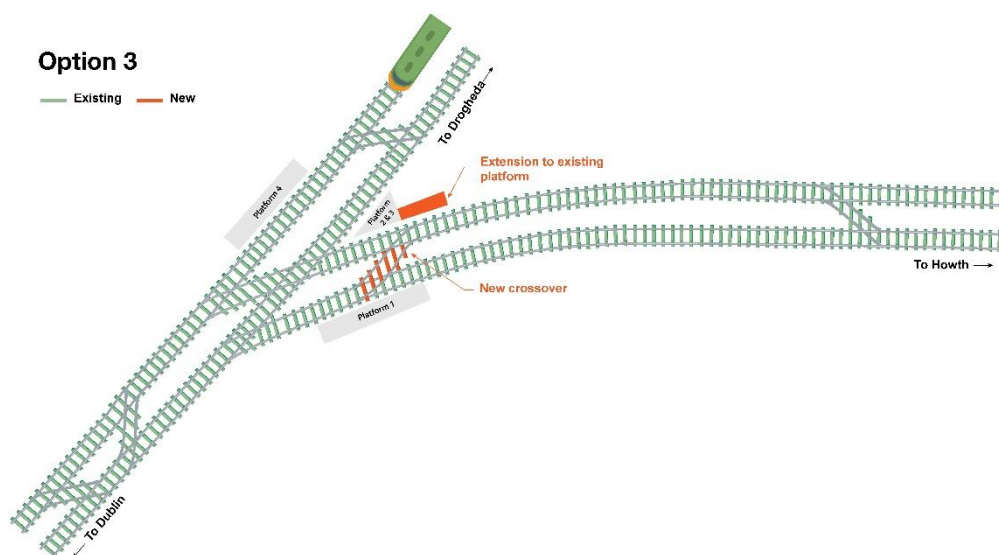 Option 3
Existing
New
To Drogheda →
Extension to existing
platform
Platform 4
Platform
2 & 3
To Howth →
New crossover
Platform 1
← To Dublin